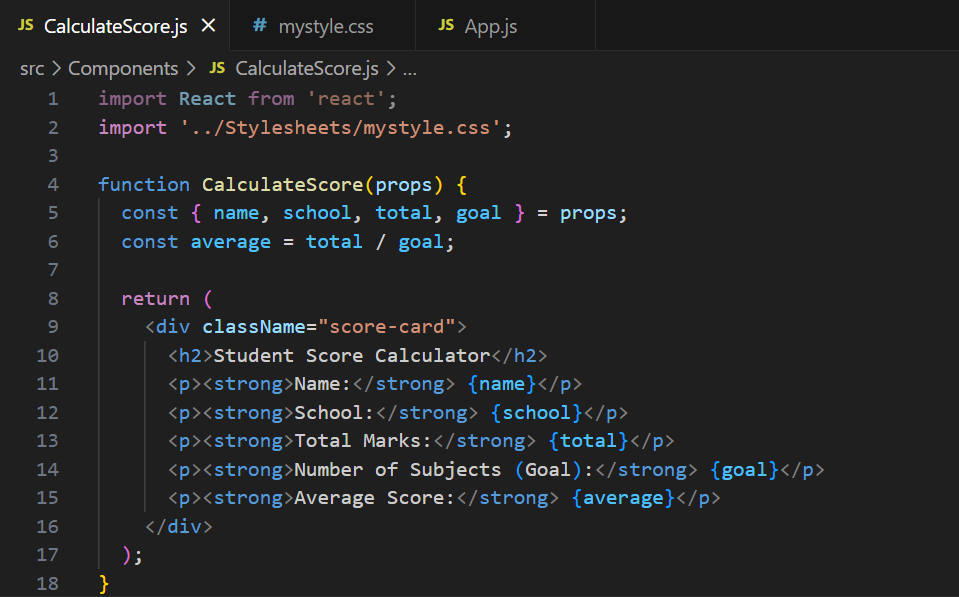 JS CalculateScore.js × # mystyle.css JS App.js
src > Components > JS CalculateScore.js > ...
1 import React from 'react';
2 import '../Stylesheets/mystyle.css';
3
4 function CalculateScore(props) {
5   const { name, school, total, goal } = props;
6   const average = total / goal;
7
8   return (
9     <div className="score-card">
10       <h2>Student Score Calculator</h2>
11       <p><strong>Name:</strong> {name}</p>
12       <p><strong>School:</strong> {school}</p>
13       <p><strong>Total Marks:</strong> {total}</p>
14       <p><strong>Number of Subjects (Goal):</strong> {goal}</p>
15       <p><strong>Average Score:</strong> {average}</p>
16     </div>
17   );
18 }